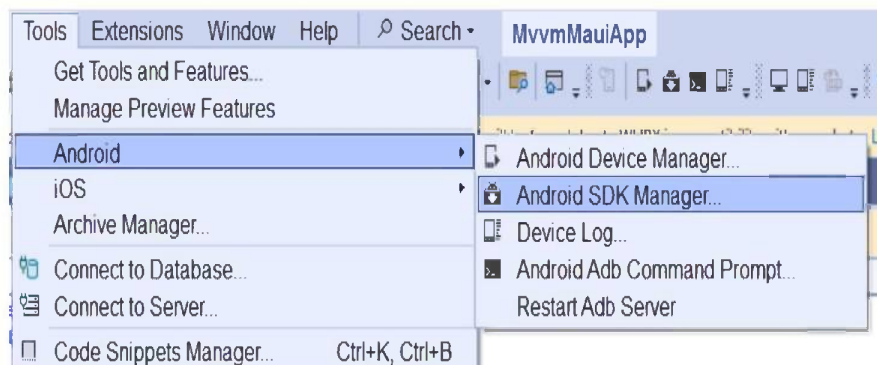 Tools Extensions Window Help Search MvvmMauiApp
Get Tools and Features...
Manage Preview Features
Android
iOS
Archive Manager...
Connect to Database...
Connect to Server...
Code Snippets Manager... Ctrl+K, Ctrl+B
Android Device Manager...
Android SDK Manager...
Device Log...
Android Adb Command Prompt...
Restart Adb Server